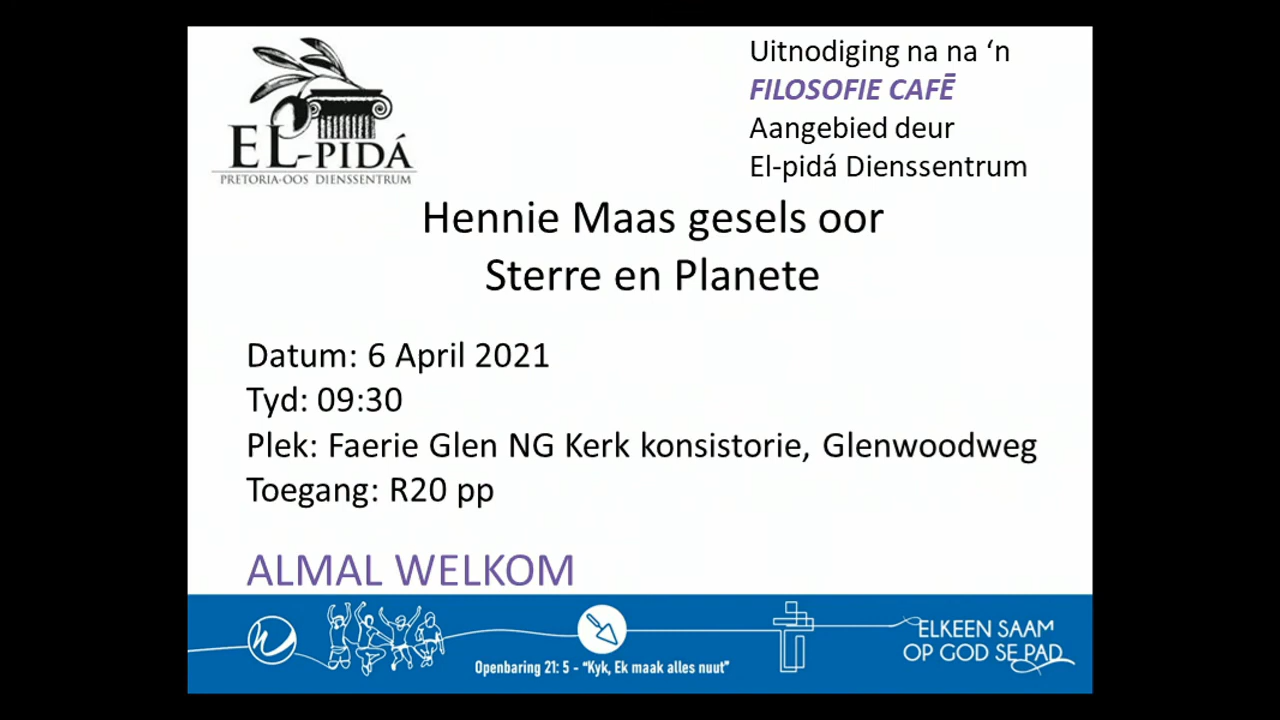 EL-PIDÁ
PRETORIA-OOS DIENSSENTRUM
Uitnodiging na na ‘n
FILOSOFIE CAFĒ
Aangebied deur
El-pidá Dienssentrum
Hennie Maas gesels oor
Sterre en Planete
Datum: 6 April 2021
Tyd: 09:30
Plek: Faerie Glen NG Kerk konsistorie, Glenwoodweg
Toegang: R20 pp
ALMAL WELKOM
Openbaring 21: 5 - “Kyk, Ek maak alles nuut”
ELKEEN SAAM
OP GOD SE PAD